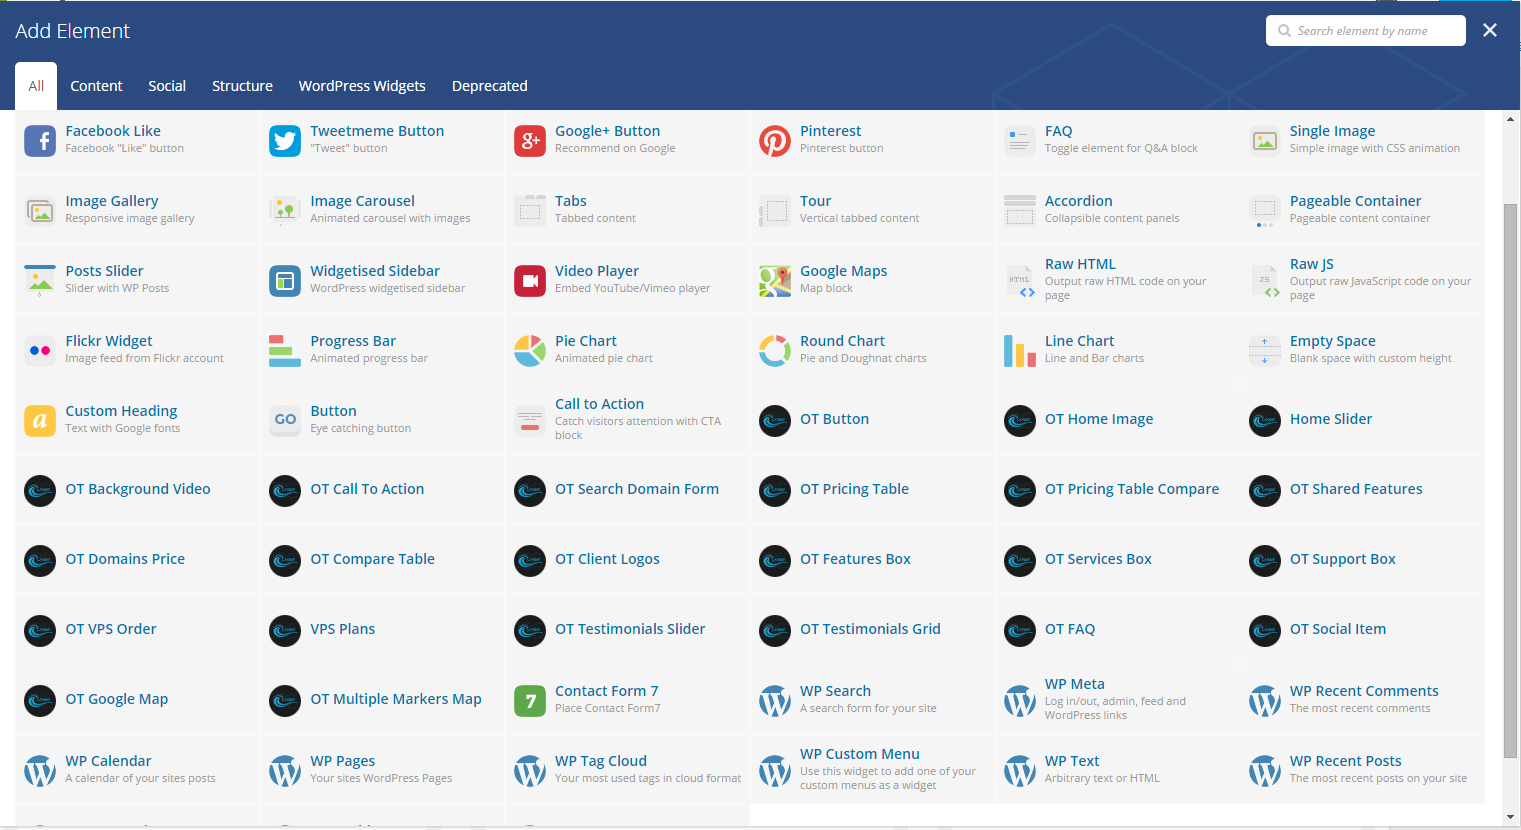 Add Element
Search element by name
All Content Social Structure WordPress Widgets Deprecated
Facebook Like
Facebook "Like" button
Tweetmeme Button
"Tweet" button
g+
Google+ Button
Recommend on Google
Pinterest
Pinterest button
FAQ
Toggle element for Q&A block
Single Image
Simple image with CSS animation
Image Gallery
Responsive image gallery
Image Carousel
Animated carousel with images
Tabs
Tabbed content
Tour
Vertical tabbed content
Accordion
Collapsible content panels
Pageable Container
Pageable content container
Posts Slider
Slider with WP Posts
Widgetised Sidebar
WordPress widgetised sidebar
Video Player
Embed YouTube/Vimeo player
Google Maps
Map block
HTML
Raw HTML
Output raw HTML code on your
page
JS
Raw JS
Output raw JavaScript code on your
page
Flickr Widget
Image feed from Flickr account
Progress Bar
Animated progress bar
Pie Chart
Animated pie chart
Round Chart
Pie and Doughnat charts
Line Chart
Line and Bar charts
Empty Space
Blank space with custom height
a
Custom Heading
Text with Google fonts
GO
Button
Eye catching button
Call to Action
Catch visitors attention with CTA
block
OT Button
OT Home Image
Home Slider
OT Background Video
OT Call To Action
OT Search Domain Form
OT Pricing Table
OT Pricing Table Compare
OT Shared Features
OT Domains Price
OT Compare Table
OT Client Logos
OT Features Box
OT Services Box
OT Support Box
OT VPS Order
VPS Plans
OT Testimonials Slider
OT Testimonials Grid
OT FAQ
OT Social Item
OT Google Map
OT Multiple Markers Map
7
Contact Form 7
Place Contact Form7
WP Search
A search form for your site
WP Meta
Log in/out, admin, feed and
WordPress links
WP Recent Comments
The most recent comments
WP Calendar
A calendar of your sites posts
WP Pages
Your sites WordPress Pages
WP Tag Cloud
Your most used tags in cloud format
WP Custom Menu
Use this widget to add one of your
custom menus as a widget
WP Text
Arbitrary text or HTML
WP Recent Posts
The most recent posts on your site